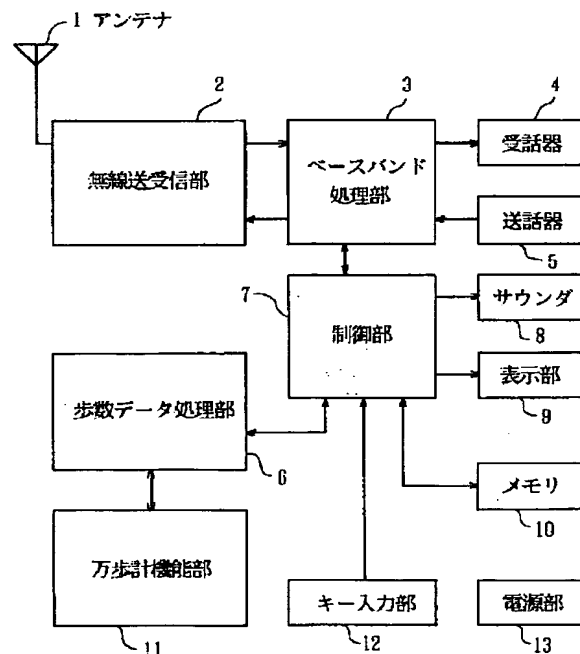 1 アンテナ
2
3
4
無線送受信部
ベースバンド
処理部
受話器
送話器
5
7
制御部
サウンダ
8
表示部
9
歩数データ処理部
6
メモリ
10
万歩計機能部
11
キー入力部
12
電源部
13